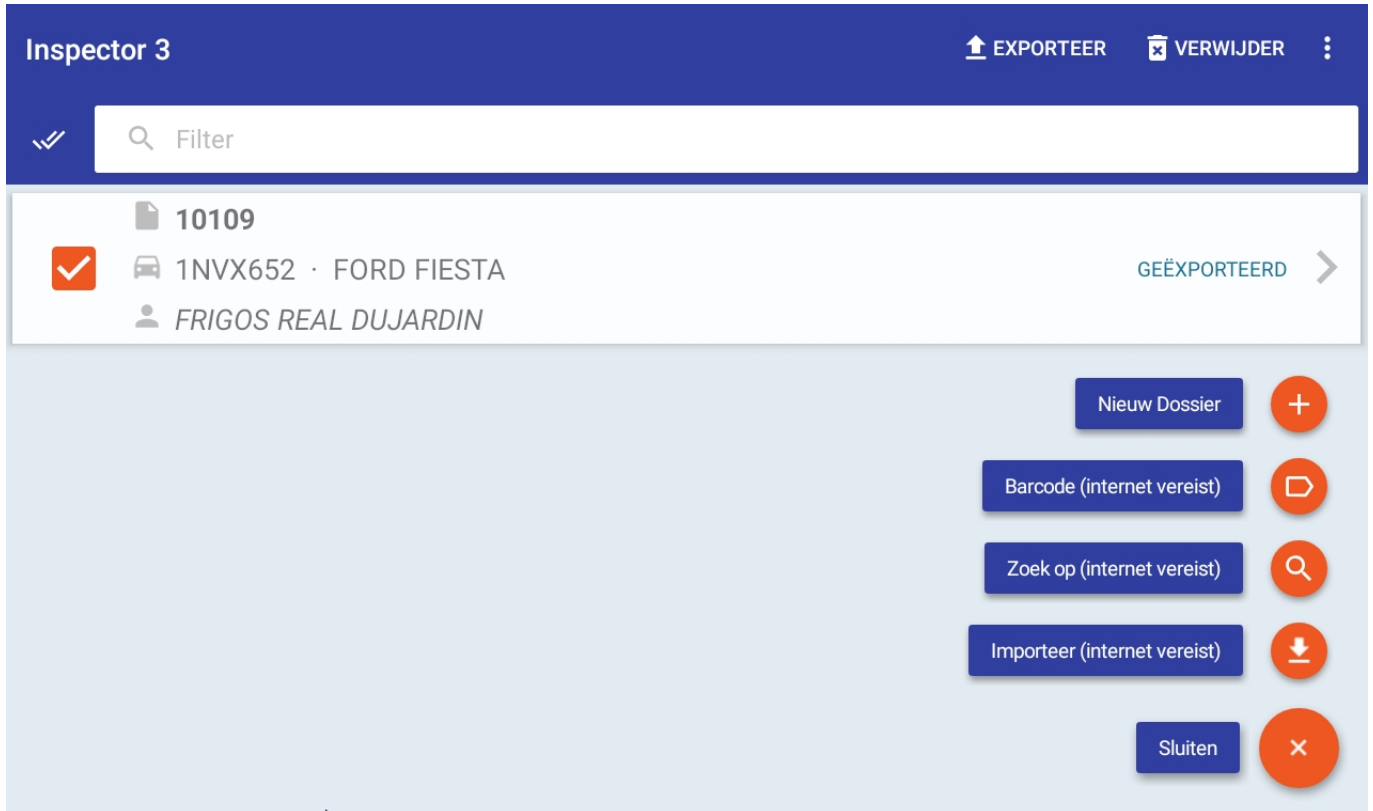 Inspector 3 EXPORTEER VERWIJDER
Filter
10109
1NVX652 · FORD FIESTA GEËXPORTEERD
FRIGOS REAL DUJARDIN
Nieuw Dossier
Barcode (internet vereist)
Zoek op (internet vereist)
Importeer (internet vereist)
Sluiten